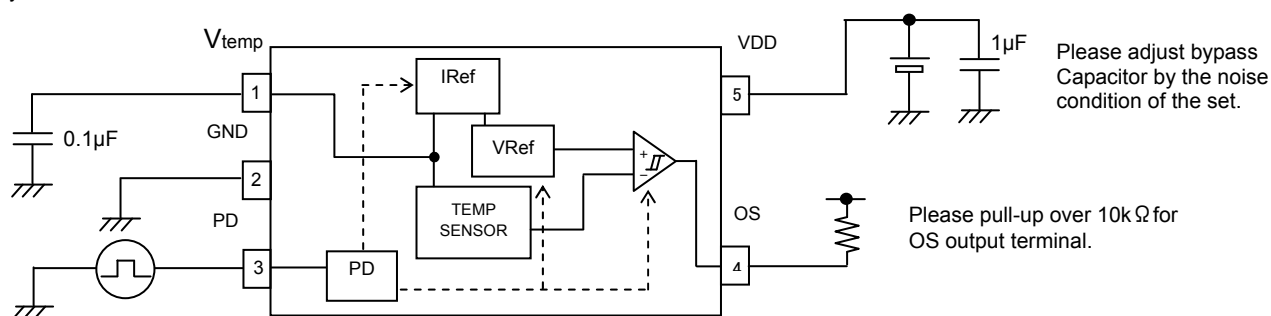 Vtemp
VDD
1µF
Please adjust bypass
Capacitor by the noise
condition of the set.
IRef
1
5
GND
0.1µF
VRef
+
−
2
PD
TEMP
SENSOR
OS
Please pull-up over 10kΩ for
OS output terminal.
3
PD
4